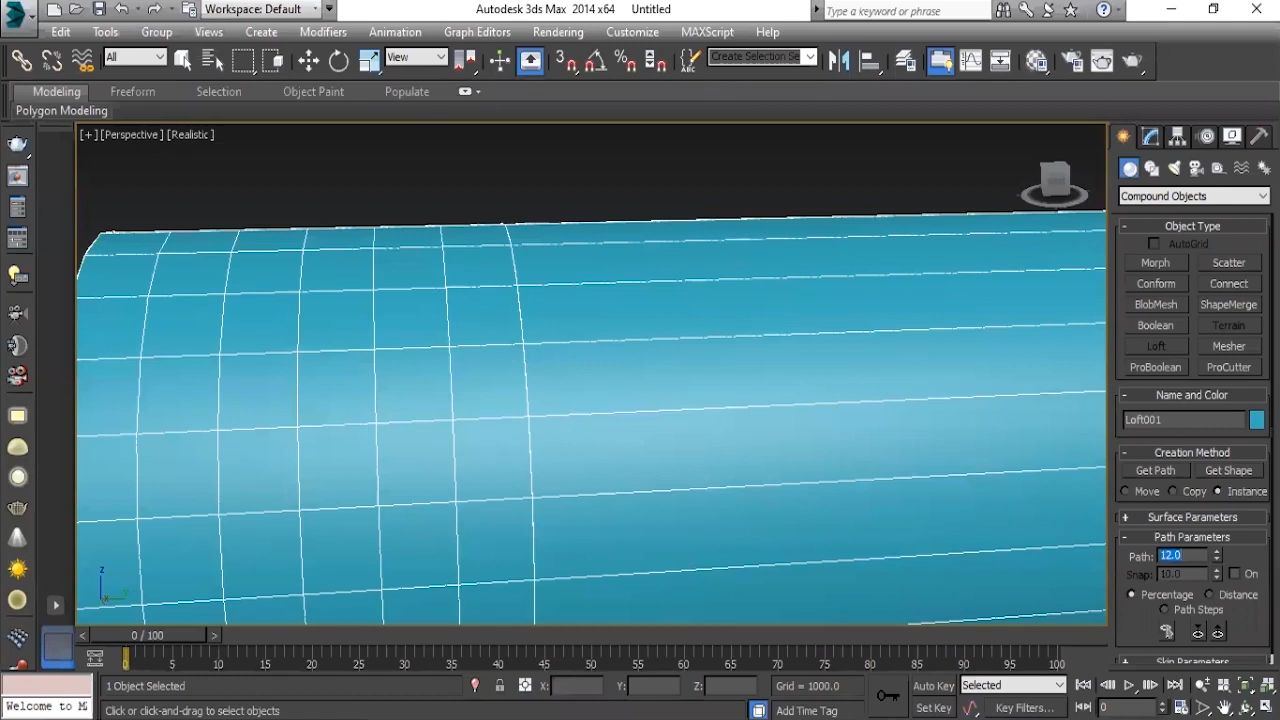 Workspace: Default
Autodesk 3ds Max 2014 x64
Untitled
Type a keyword or phrase
Edit
Tools
Group
Views
Create
Modifiers
Animation
Graph Editors
Rendering
Customize
MAXScript
Help
All
View
3
Create Selection Se
ABC
Modeling
Freeform
Selection
Object Paint
Populate
Polygon Modeling
[+][Perspective][Realistic]
Compound Objects
Object Type
AutoGrid
Morph
Scatter
Conform
Connect
BlobMesh
ShapeMerge
Boolean
Terrain
Loft
Mesher
ProBoolean
ProCutter
Name and Color
Loft001
Creation Method
Get Path
Get Shape
Move
Copy
Instance
Surface Parameters
Path Parameters
Path: 12.0
Snap: 10.0
On
Percentage
Distance
Path Steps
Skin Parameters
z
0 / 100
0 5 10 15 20 25 30 35 40 45 50 55 60 65 70 75 80 85 90 95 100
1 Object Selected
X:
Y:
Z:
Grid = 1000.0
Auto Key
Selected
Welcome to M
Click or click-and-drag to select objects
Add Time Tag
Set Key
Key Filters...
0